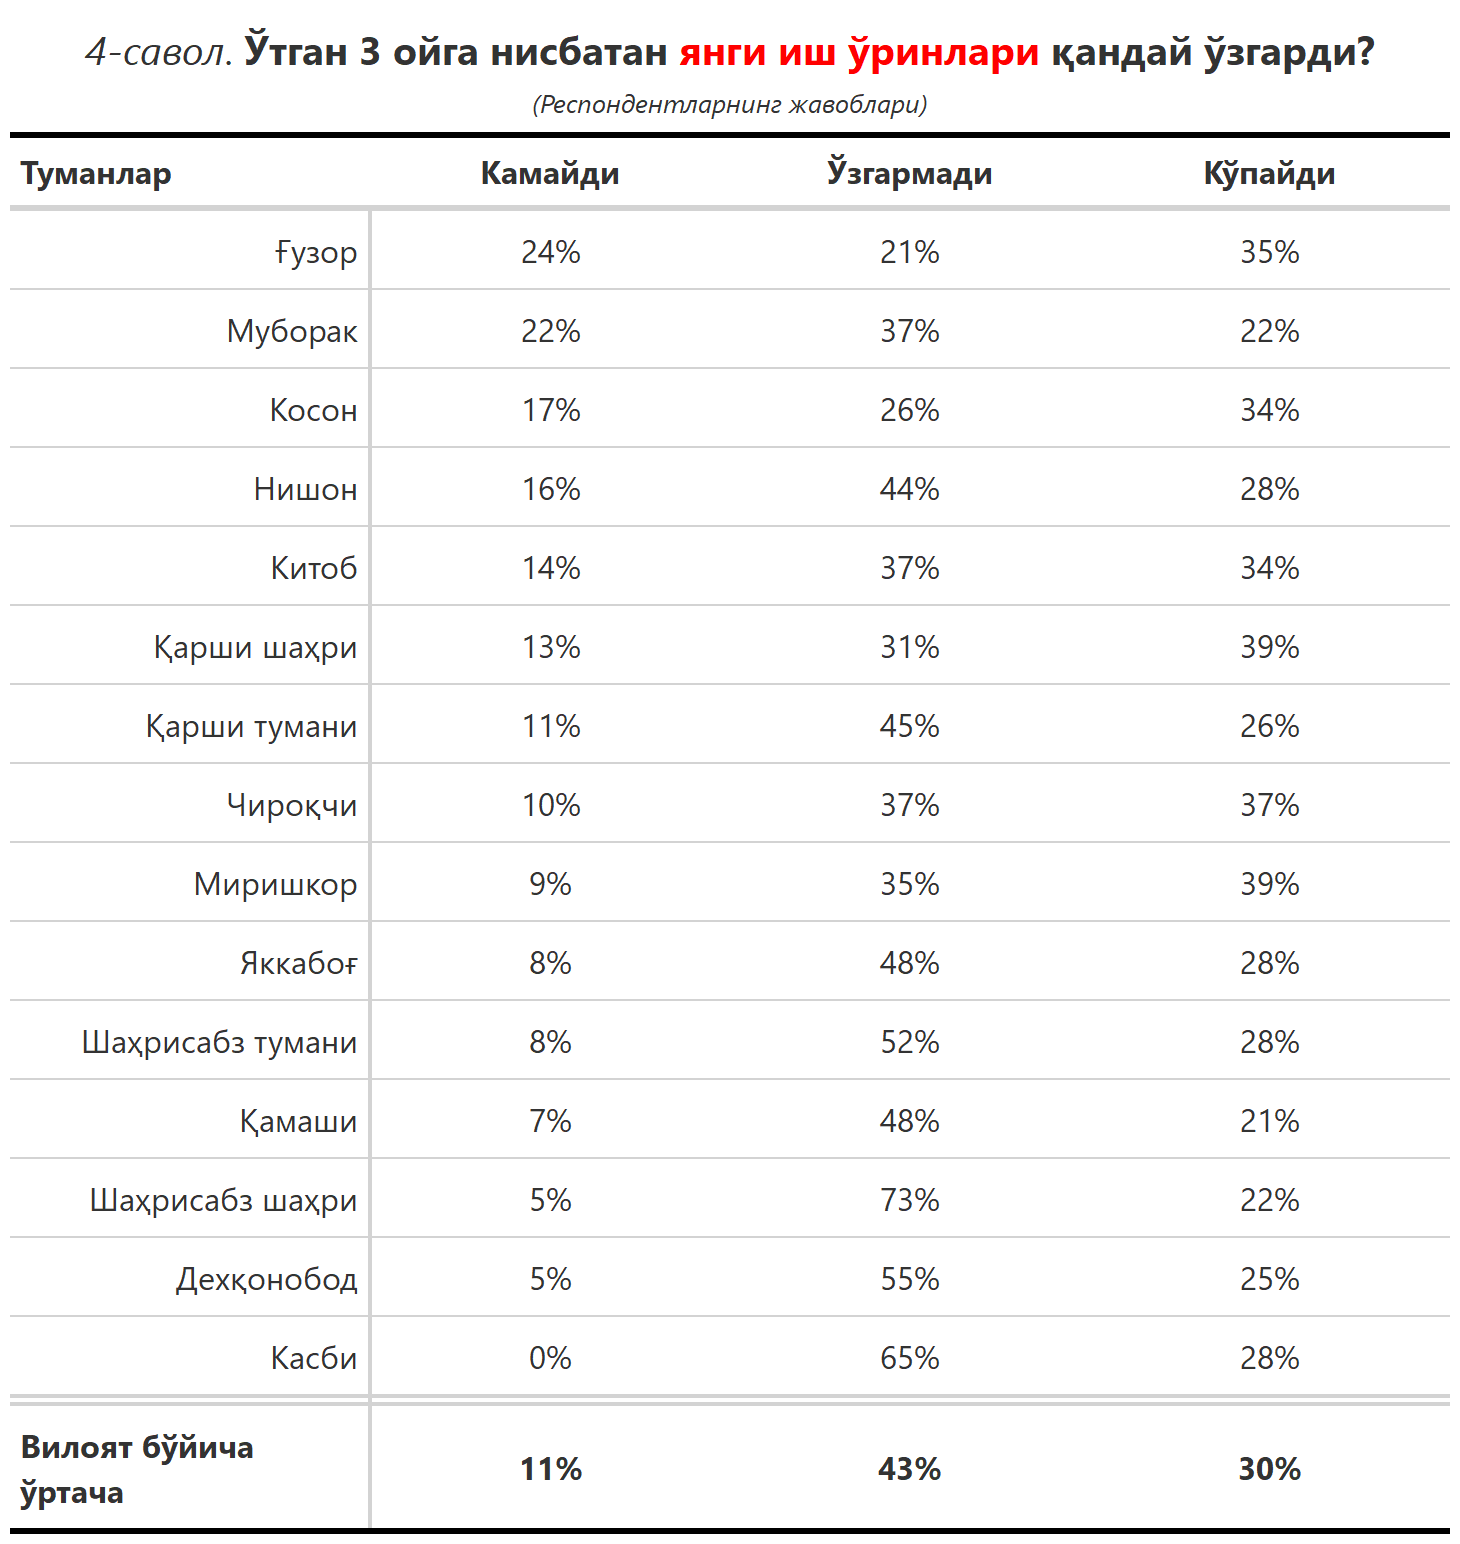 4-савол. Ўтган 3 ойга нисбатан янги иш ўринлари қандай ўзгарди?
(Респондентларнинг жавоблари)
Туманлар Камайди Ўзгармади Кўпайди
Ғузор 24% 21% 35%
Муборак 22% 37% 22%
Косон 17% 26% 34%
Нишон 16% 44% 28%
Китоб 14% 37% 34%
Қарши шаҳри 13% 31% 39%
Қарши тумани 11% 45% 26%
Чироқчи 10% 37% 37%
Миришкор 9% 35% 39%
Яккабоғ 8% 48% 28%
Шаҳрисабз тумани 8% 52% 28%
Қамаши 7% 48% 21%
Шаҳрисабз шаҳри 5% 73% 22%
Дехқонобод 5% 55% 25%
Касби 0% 65% 28%
Вилоят бўйича
ўртача 11% 43% 30%